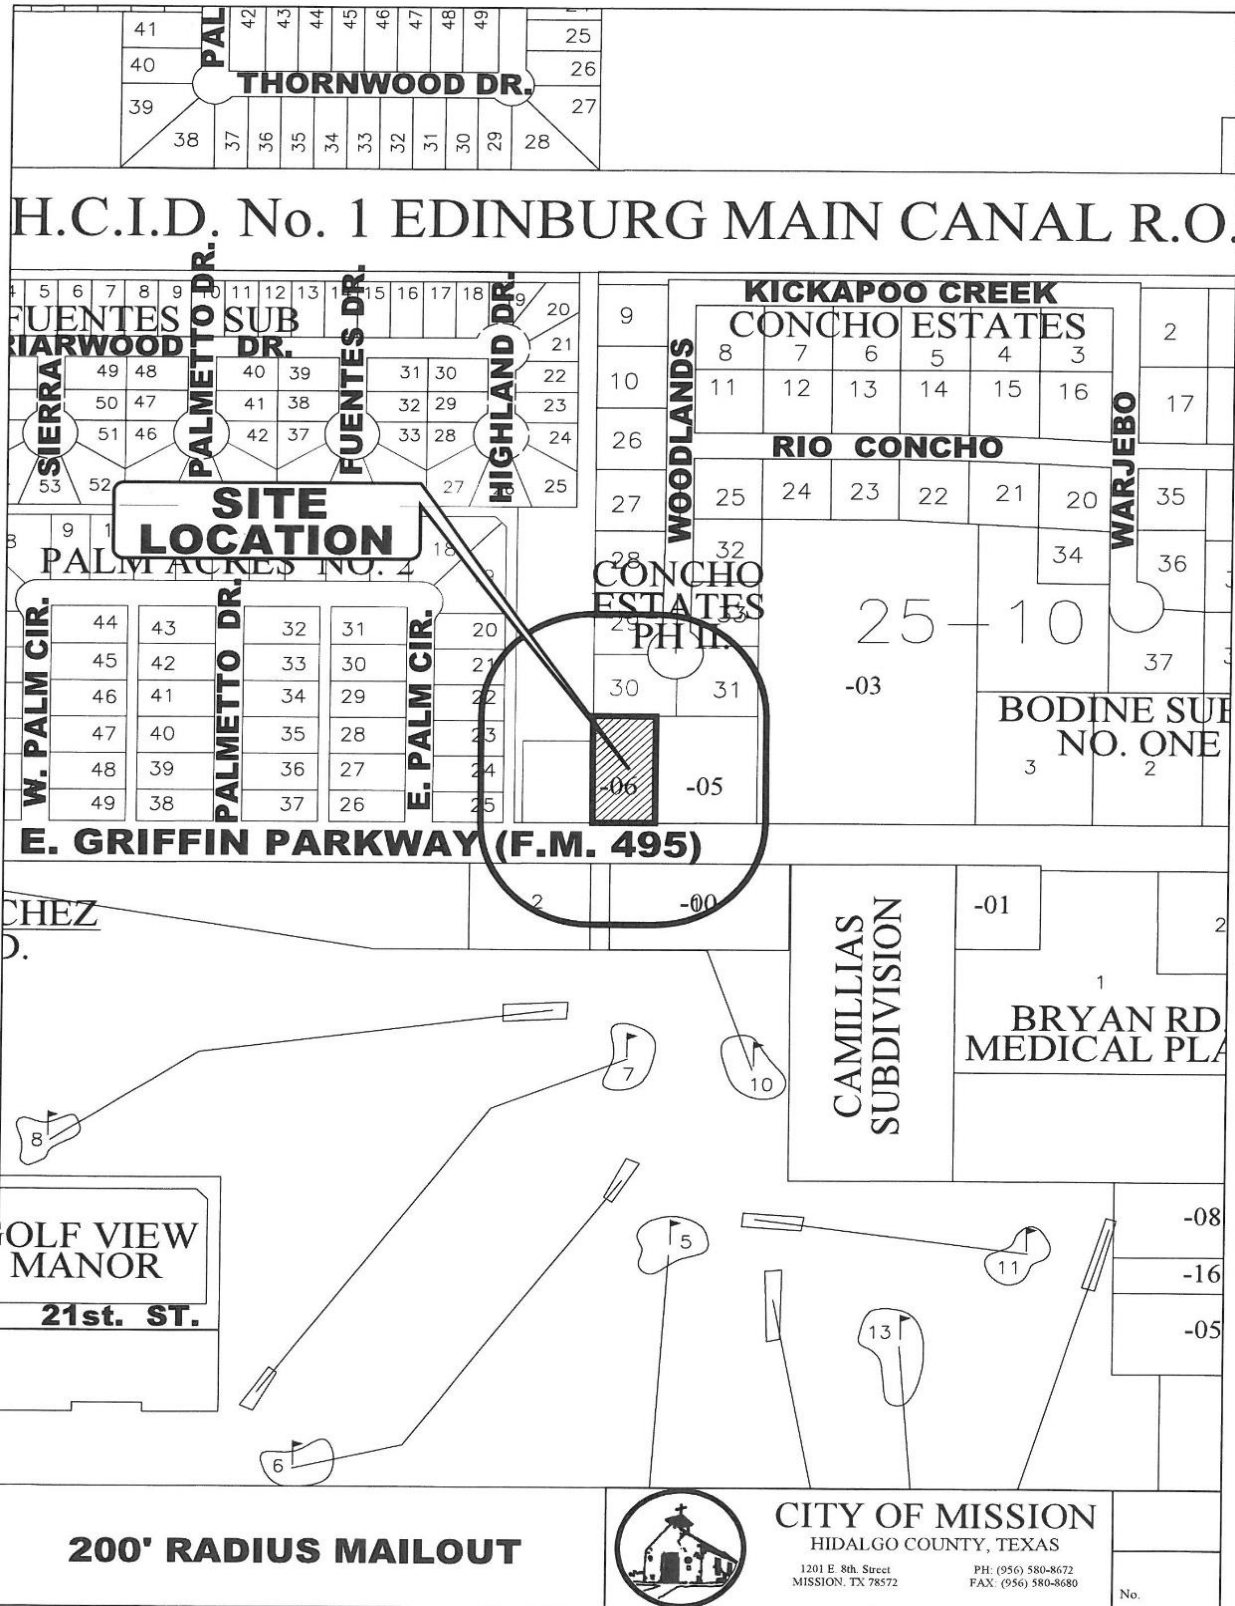 41
PAL
42
43
44
45
46
47
48
49
25
40
26
THORNWOOD DR.
39
27
38
37
36
35
34
33
32
31
30
29
28
H.C.I.D. No. 1 EDINBURG MAIN CANAL R.O.
5 6 7 8 9 10 11 12 13 14 15 16 17 18 19
20
FUENTES SUB
21
RIARWOOD DR.
PALMETTO DR.
FUENTES DR.
HIGHLAND DR.
SIERRA
49 48
40 39
31 30
22
50 47
41 38
32 29
23
51 46
42 37
33 28
24
53 52
27
25
9
KICKAPOO CREEK
CONCHO ESTATES
2
8 7 6 5 4 3
10
11 12 13 14 15 16
17
WOODLANDS
WARJEBO
26
RIO CONCHO
27
25 24 23 22 21 20
35
SITE
LOCATION
9
18
28
32
34
36
PALM ACRES NO. 2
CONCHO
ESTATES
PH II.
29
33
25-10
37
W. PALM CIR.
PALMETTO DR.
E. PALM CIR.
44 43 32 31 20
45 42 33 30 21
46 41 34 29 22
47 40 35 28 23
48 39 36 27 24
49 38 37 26 25
30
31
-03
BODINE SUB
NO. ONE
3
2
-06
-05
E. GRIFFIN PARKWAY (F.M. 495)
CHEZ
D.
2
-01
2
CAMILLIAS
SUBDIVISION
1
BRYAN RD.
MEDICAL PLA
7
10
8
OLF VIEW
MANOR
21st. ST.
5
11
13
6
-08
-16
-05
200' RADIUS MAILOUT
CITY OF MISSION
HIDALGO COUNTY, TEXAS
1201 E. 8th. Street
MISSION, TX 78572
PH: (956) 580-8672
FAX: (956) 580-8680
No.